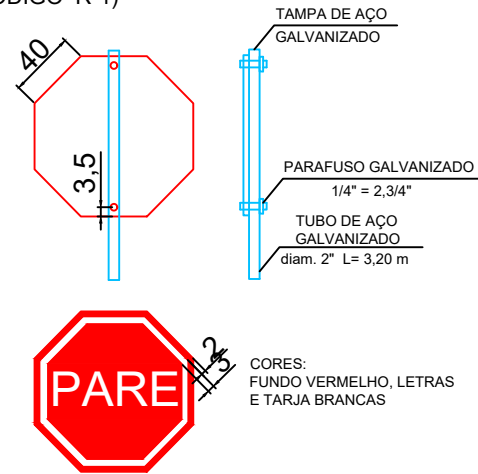 CÓDIGO R-1)
TAMPA DE AÇO
GALVANIZADO
40
3,5
PARAFUSO GALVANIZADO
1/4" = 2,3/4"
TUBO DE AÇO
GALVANIZADO
diam. 2" L= 3,20 m
PARE
2
3
CORES:
FUNDO VERMELHO, LETRAS
E TARJA BRANCAS